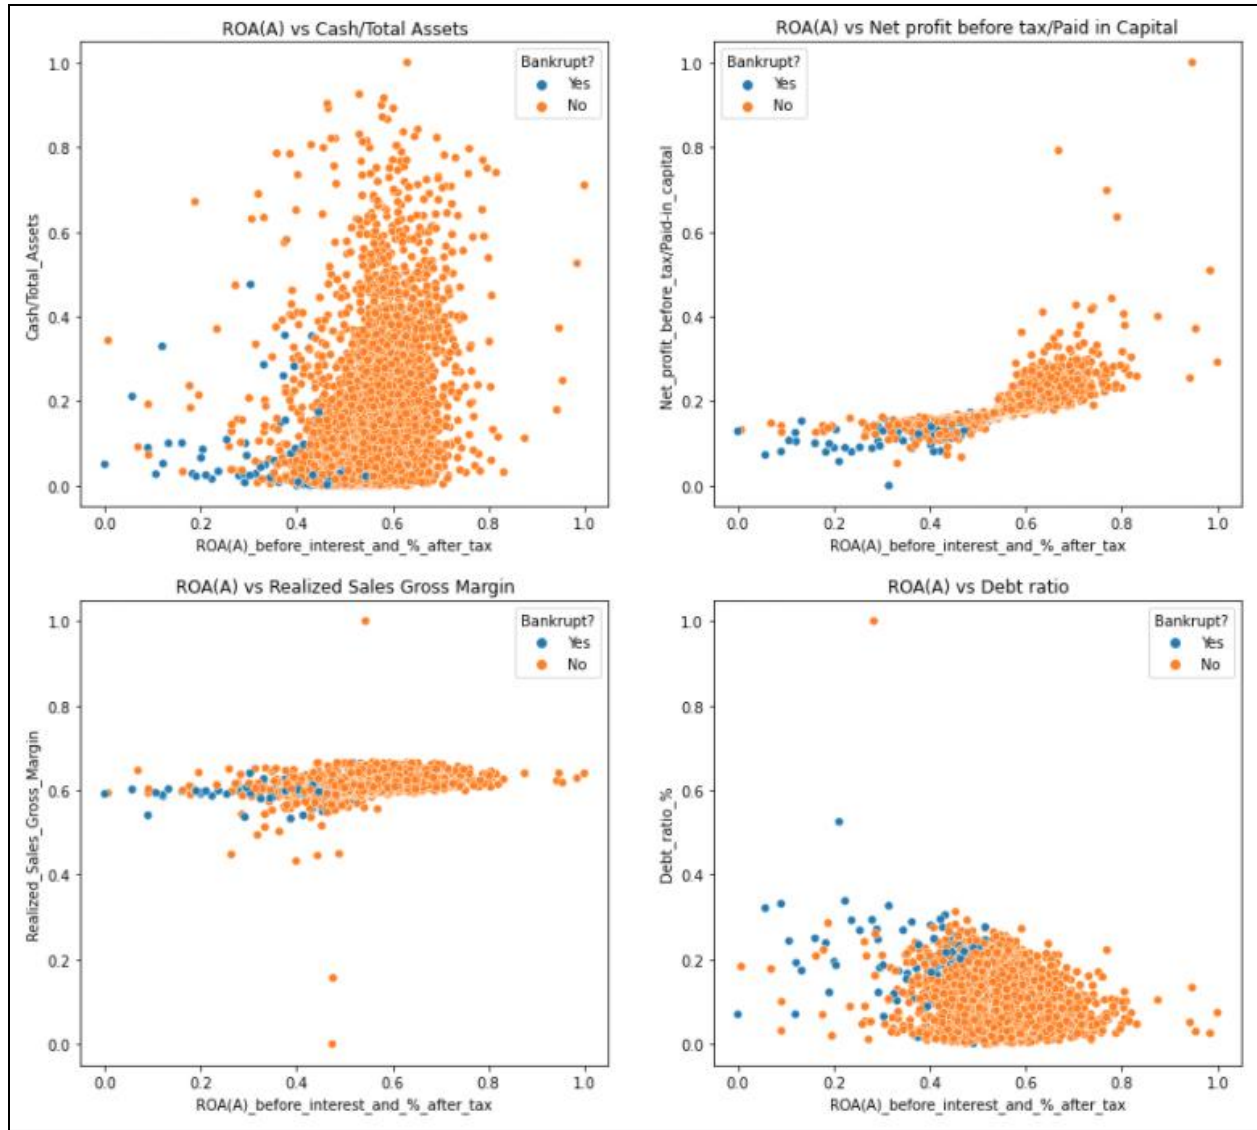 ROA(A) vs Cash/Total Assets
Bankrupt?
Yes
No
1.0
0.8
0.6
0.4
0.2
0.0
Cash/Total_Assets
0.0 0.2 0.4 0.6 0.8 1.0
ROA(A)_before_interest_and_%_after_tax
ROA(A) vs Net profit before tax/Paid in Capital
Bankrupt?
Yes
No
1.0
0.8
0.6
0.4
0.2
0.0
Net_profit_before_tax/Paid-in_capital
0.0 0.2 0.4 0.6 0.8 1.0
ROA(A)_before_interest_and_%_after_tax
ROA(A) vs Realized Sales Gross Margin
Bankrupt?
Yes
No
1.0
0.8
0.6
0.4
0.2
0.0
Realized_Sales_Gross_Margin
0.0 0.2 0.4 0.6 0.8 1.0
ROA(A)_before_interest_and_%_after_tax
ROA(A) vs Debt ratio
Bankrupt?
Yes
No
1.0
0.8
0.6
0.4
0.2
0.0
Debt_ratio_%
0.0 0.2 0.4 0.6 0.8 1.0
ROA(A)_before_interest_and_%_after_tax